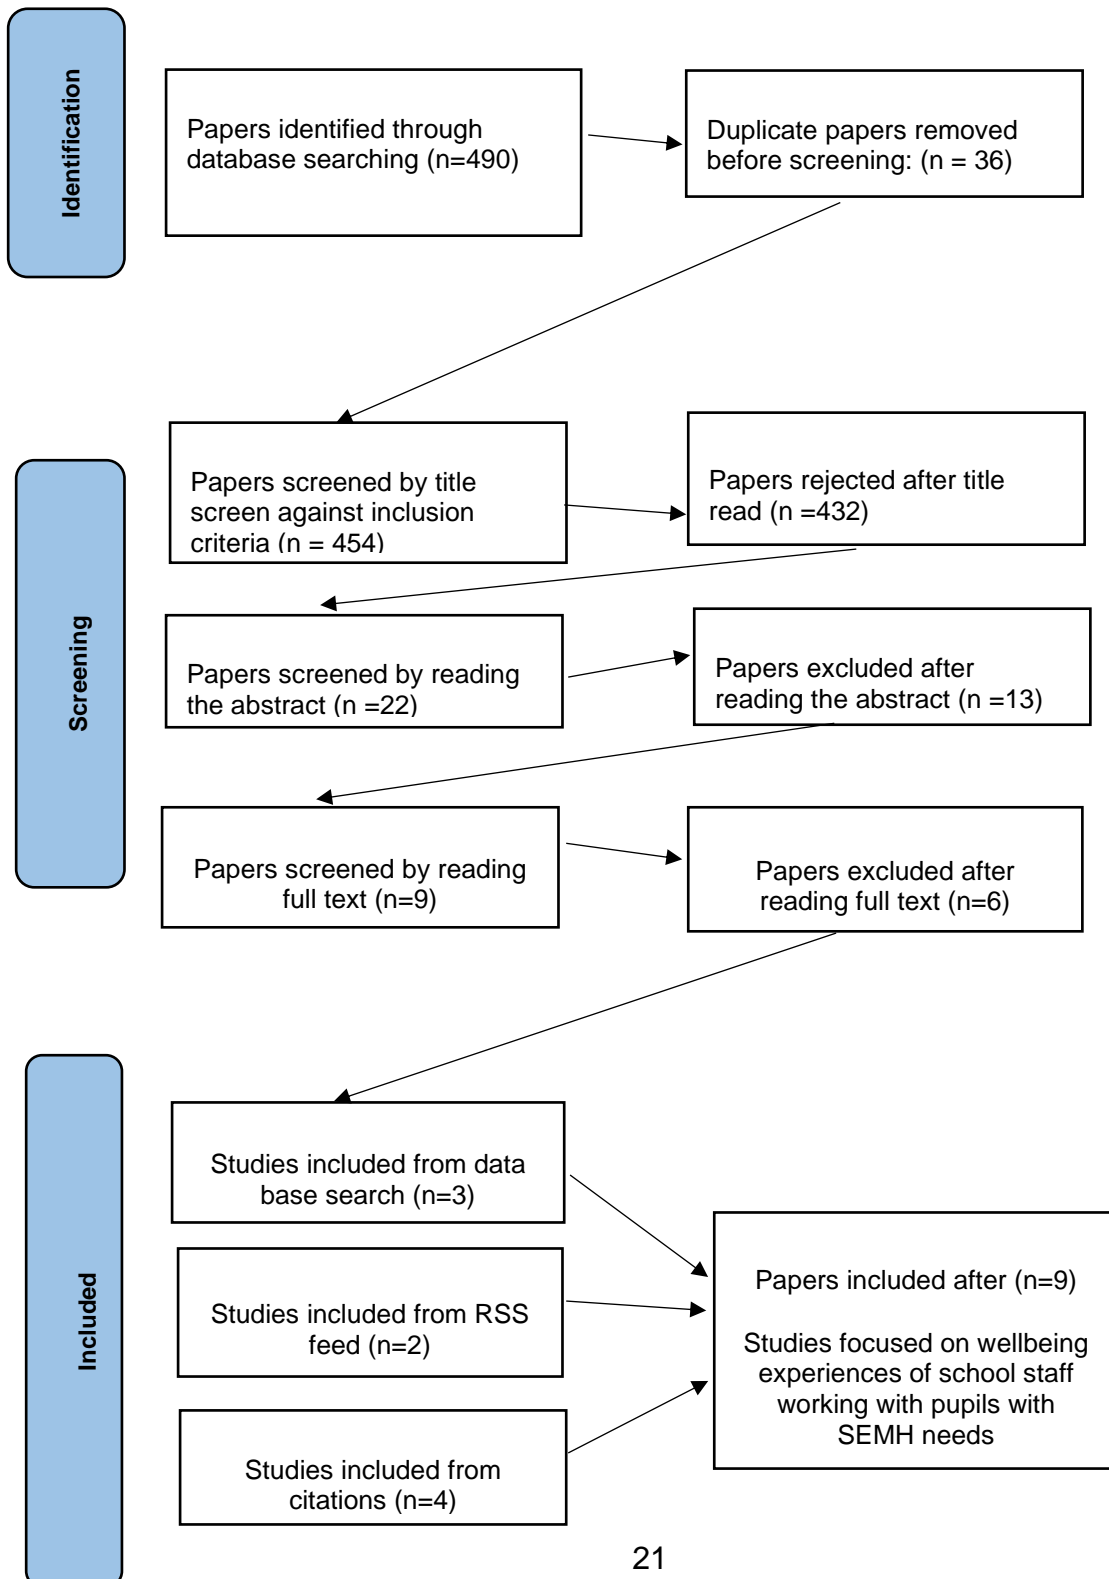 Identification
Papers identified through
database searching (n=490)
Duplicate papers removed
before screening: (n = 36)
Screening
Papers screened by title
screen against inclusion
criteria (n = 454)
Papers rejected after title
read (n =432)
Papers screened by reading
the abstract (n =22)
Papers excluded after
reading the abstract (n =13)
Papers screened by reading
full text (n=9)
Papers excluded after
reading full text (n=6)
Included
Studies included from data
base search (n=3)
Studies included from RSS
feed (n=2)
Studies included from
citations (n=4)
Papers included after (n=9)
Studies focused on wellbeing
experiences of school staff
working with pupils with
SEMH needs
21